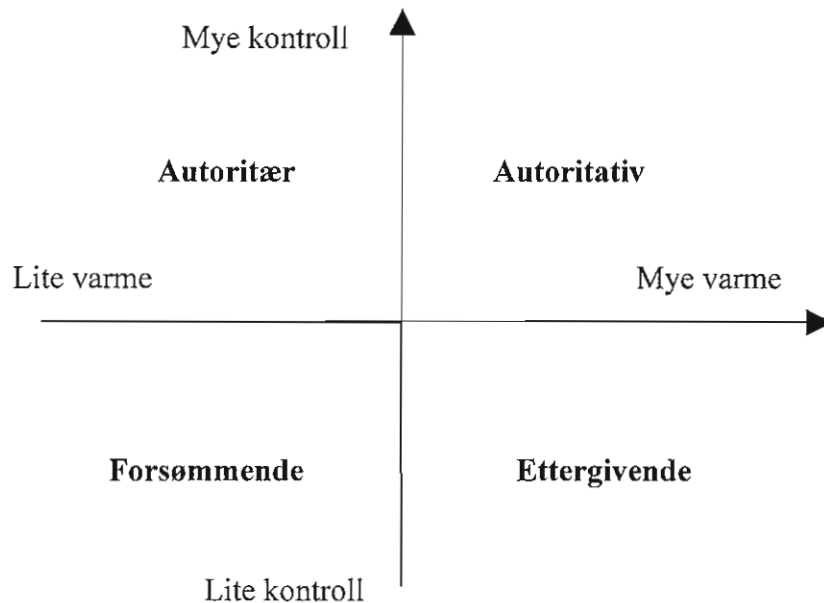 Mye kontroll
Autoritær Autoritativ
Lite varme Mye varme
Forsømmende Ettergivende
Lite kontroll